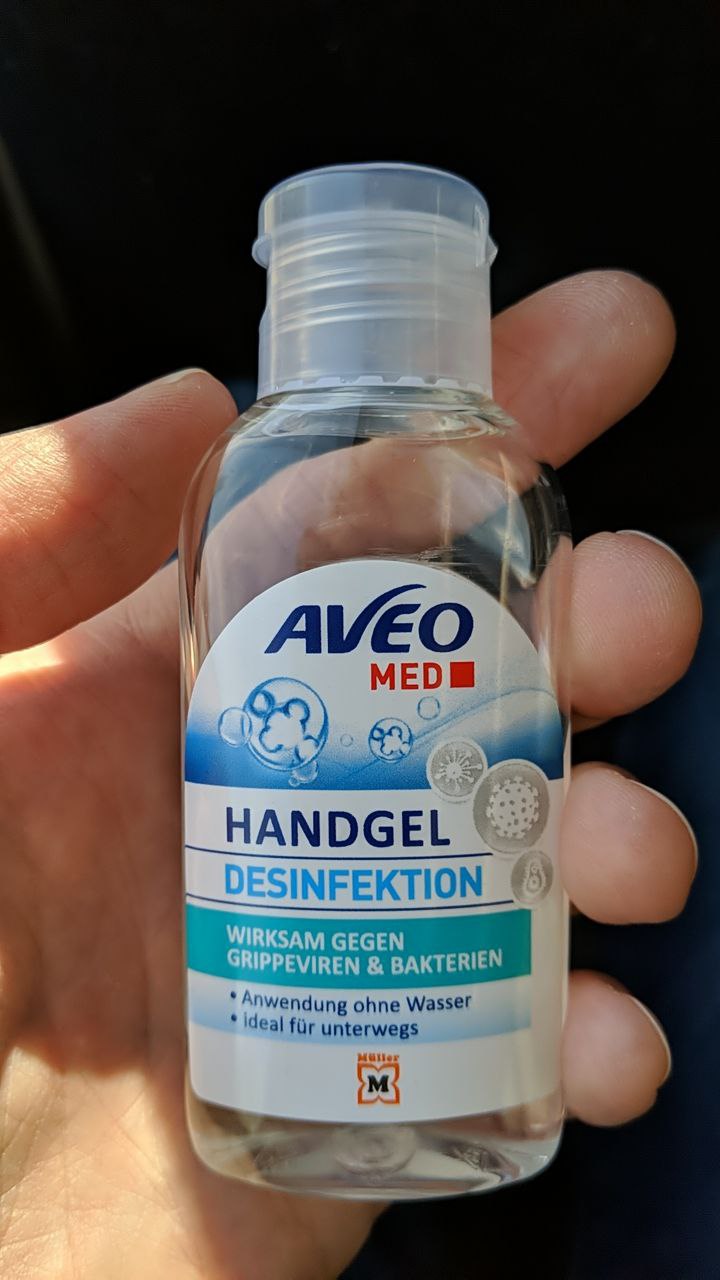 AVEO
MED
HANDGEL
DESINFEKTION
WIRKSAM GEGEN
GRIPPEVIREN & BAKTERIEN
• Anwendung ohne Wasser
• ideal für unterwegs
Müller
M